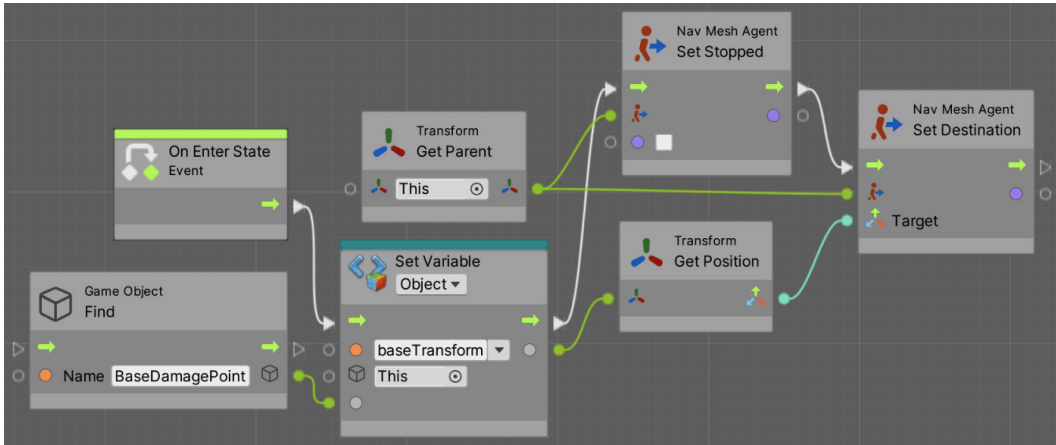 Nav Mesh Agent
Set Stopped
Nav Mesh Agent
Set Destination
Target
Transform
Get Parent
This
On Enter State
Event
Transform
Get Position
Set Variable
Object
baseTransform
This
Game Object
Find
Name BaseDamagePoint